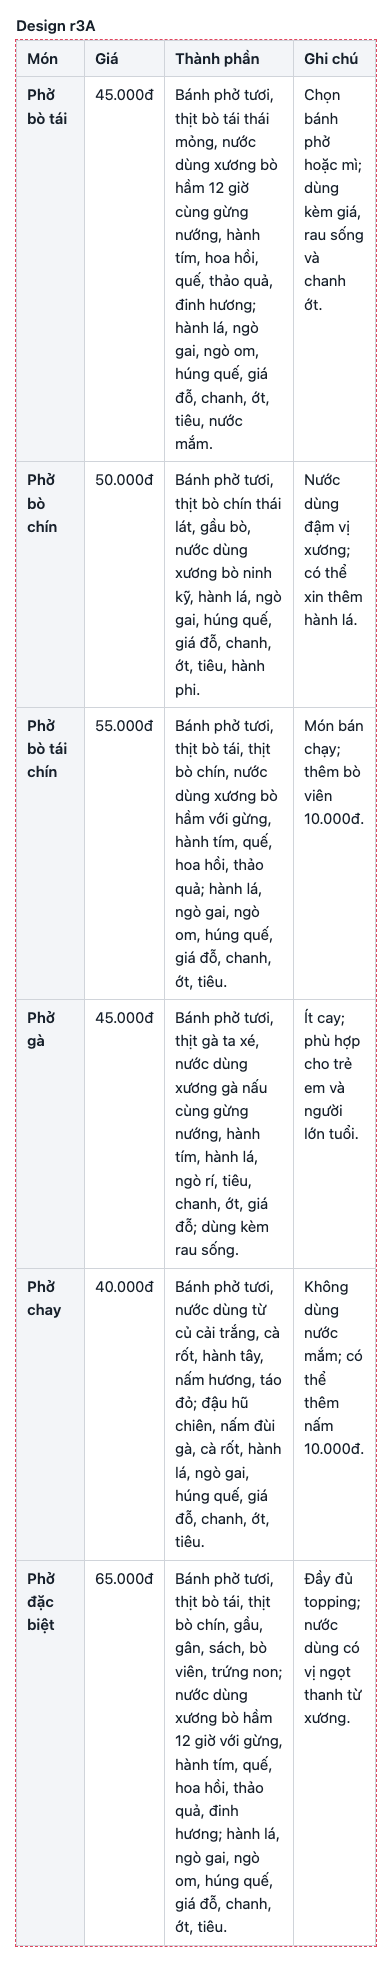 Design r3A
Món Giá Thành phần Ghi chú
Phở
bò tái
45.000đ
Bánh phở tươi,
thịt bò tái thái
mỏng, nước
dùng xương bò
hầm 12 giờ
cùng gừng
nướng, hành
tím, hoa hồi,
quế, thảo quả,
đinh hương;
hành lá, ngò
gai, ngò om,
húng quế, giá
đỗ, chanh, ớt,
tiêu, nước
mắm.
Chọn
bánh
phở
hoặc mì;
dùng
kèm giá,
rau sống
và
chanh
ớt.
Phở
bò
chín
50.000đ
Bánh phở tươi,
thịt bò chín thái
lát, gầu bò,
nước dùng
xương bò ninh
kỹ, hành lá, ngò
gai, húng quế,
giá đỗ, chanh,
ớt, tiêu, hành
phi.
Nước
dùng
đậm vị
xương;
có thể
xin thêm
hành lá.
Phở
bò tái
chín
55.000đ
Bánh phở tươi,
thịt bò tái, thịt
bò chín, nước
dùng xương bò
hầm với gừng,
hành tím, quế,
hoa hồi, thảo
quả; hành lá,
ngò gai, ngò
om, húng quế,
giá đỗ, chanh,
ớt, tiêu.
Món bán
chạy;
thêm bò
viên
10.000đ.
Phở
gà
45.000đ
Bánh phở tươi,
thịt gà ta xé,
nước dùng
xương gà nấu
cùng gừng
nướng, hành
tím, hành lá,
ngò rí, tiêu,
chanh, ớt, giá
đỗ; dùng kèm
rau sống.
Ít cay;
phù hợp
cho trẻ
em và
người
lớn tuổi.
Phở
chay
40.000đ
Bánh phở tươi,
nước dùng từ
củ cải trắng, cà
rốt, hành tây,
nấm hương, táo
đỏ; đậu hũ
chiên, nấm đùi
gà, cà rốt, hành
lá, ngò gai,
húng quế, giá
đỗ, chanh, ớt,
tiêu.
Không
dùng
nước
mắm; có
thể
thêm
nấm
10.000đ.
Phở
đặc
biệt
65.000đ
Bánh phở tươi,
thịt bò tái, thịt
bò chín, gầu,
gân, sách, bò
viên, trứng non;
nước dùng
xương bò hầm
12 giờ với gừng,
hành tím, quế,
hoa hồi, thảo
quả, đinh
hương; hành lá,
ngò gai, ngò
om, húng quế,
giá đỗ, chanh,
ớt, tiêu.
Đầy đủ
topping;
nước
dùng có
vị ngọt
thanh từ
xương.